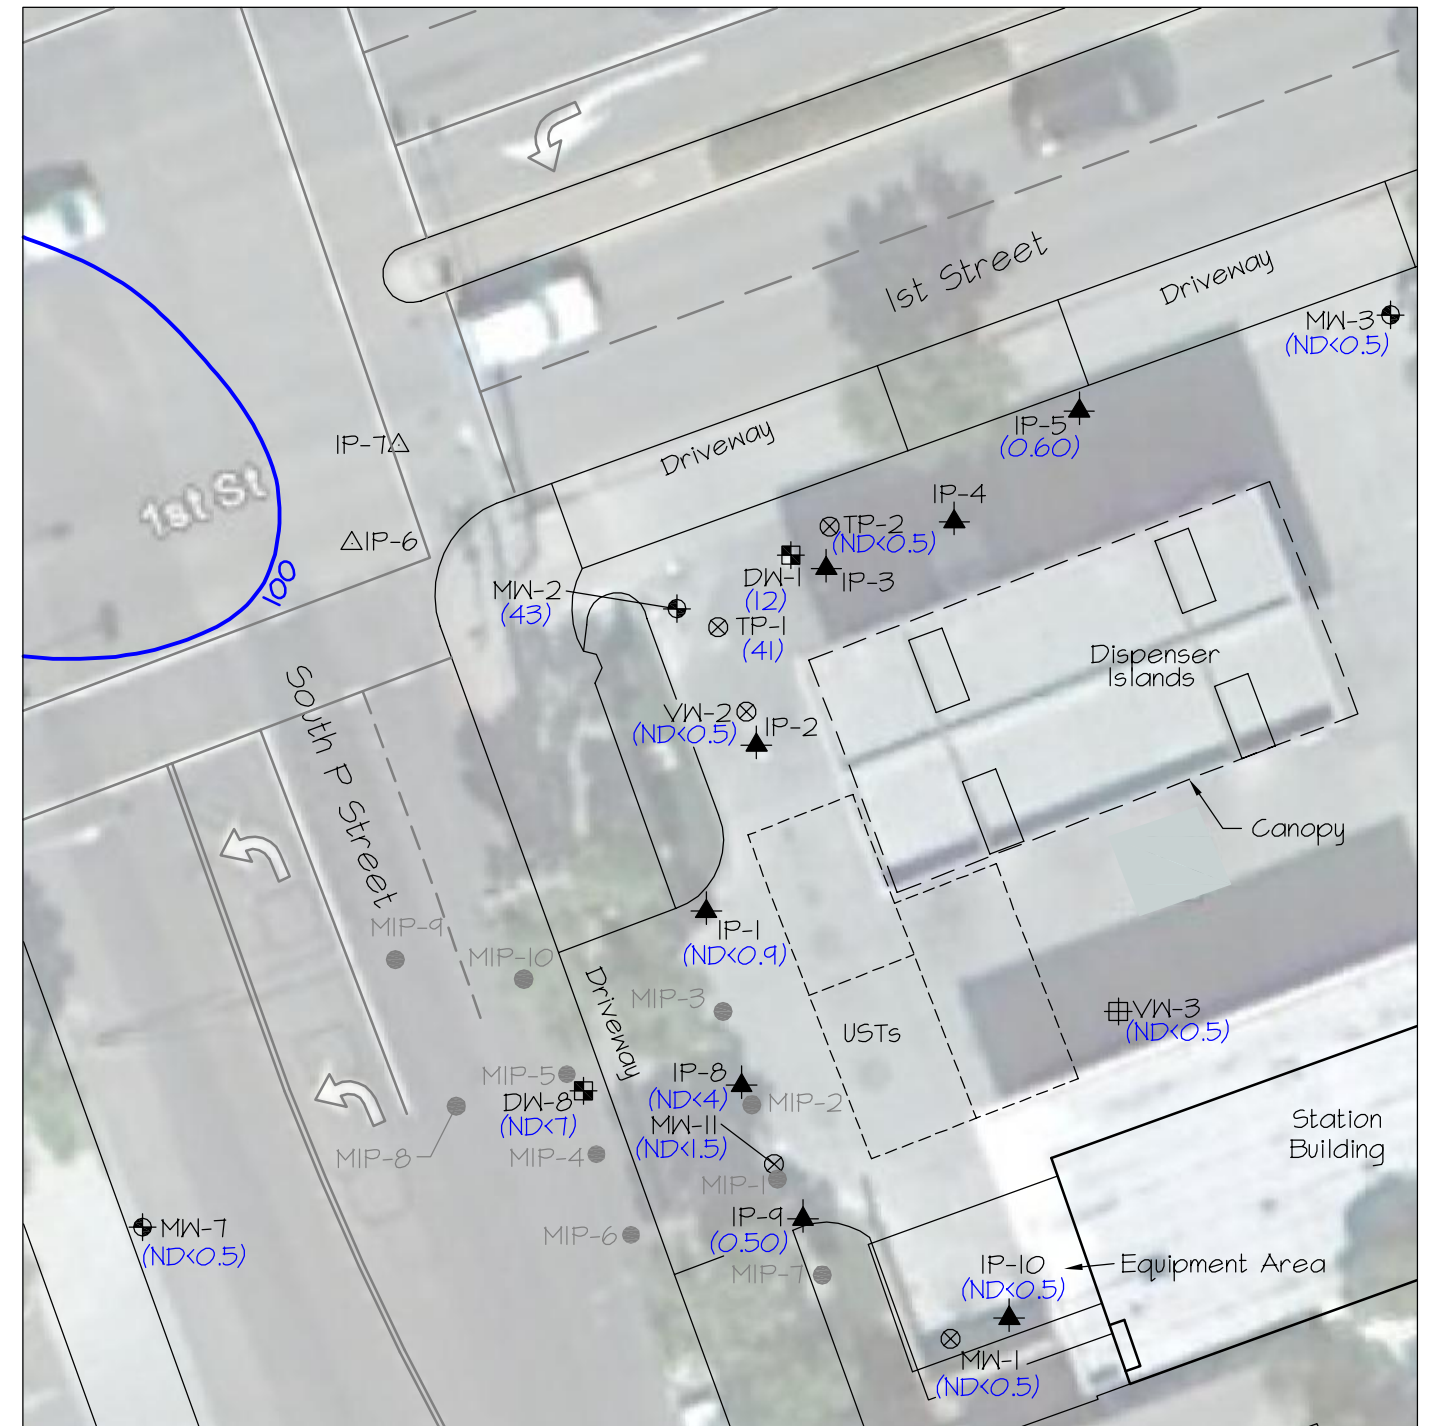 1st Street
Driveway
MW-3
(ND<0.5)
IP-5
(0.60)
Driveway
IP-7
1st St
IP-6
100
IP-4
TP-2
(ND<0.5)
DW-1
(12)
IP-3
MW-2
(43)
TP-1
(41)
Dispenser
Islands
VW-2
(ND<0.5)
IP-2
South P Street
Canopy
MIP-9
IP-1
(ND<0.9)
MIP-10
MIP-3
Driveway
VW-3
(ND<0.5)
USTs
MIP-5
DW-8
(ND<7)
IP-8
(ND<4)
MIP-2
MW-11
(ND<1.5)
Station
Building
MIP-8
MIP-4
MIP-1
MW-7
(ND<0.5)
MIP-6
IP-9
(0.50)
MIP-7
IP-10
(ND<0.5)
Equipment Area
MW-1
(ND<0.5)